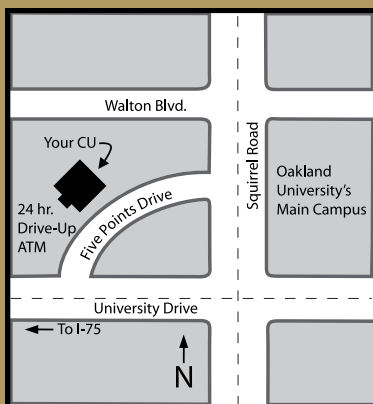 Walton Blvd.
Your CU
Squirrel Road
Oakland
University's
Main Campus
24 hr.
Drive-Up
ATM
Five Points Drive
University Drive
To I-75
N